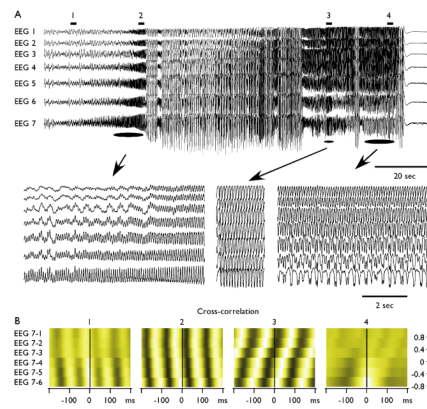 A
1 2 3 4
EEG 1
EEG 2
EEG 3
EEG 4
EEG 5
EEG 6
EEG 7
20 sec
2 sec
Cross-correlation
B
1 2 3 4
EEG 7-1
EEG 7-2
EEG 7-3
EEG 7-4
EEG 7-5
EEG 7-6
0.8
0.4
0
-0.4
-0.8
-100 0 100 ms -100 0 100 ms -100 0 100 ms -100 0 100 ms